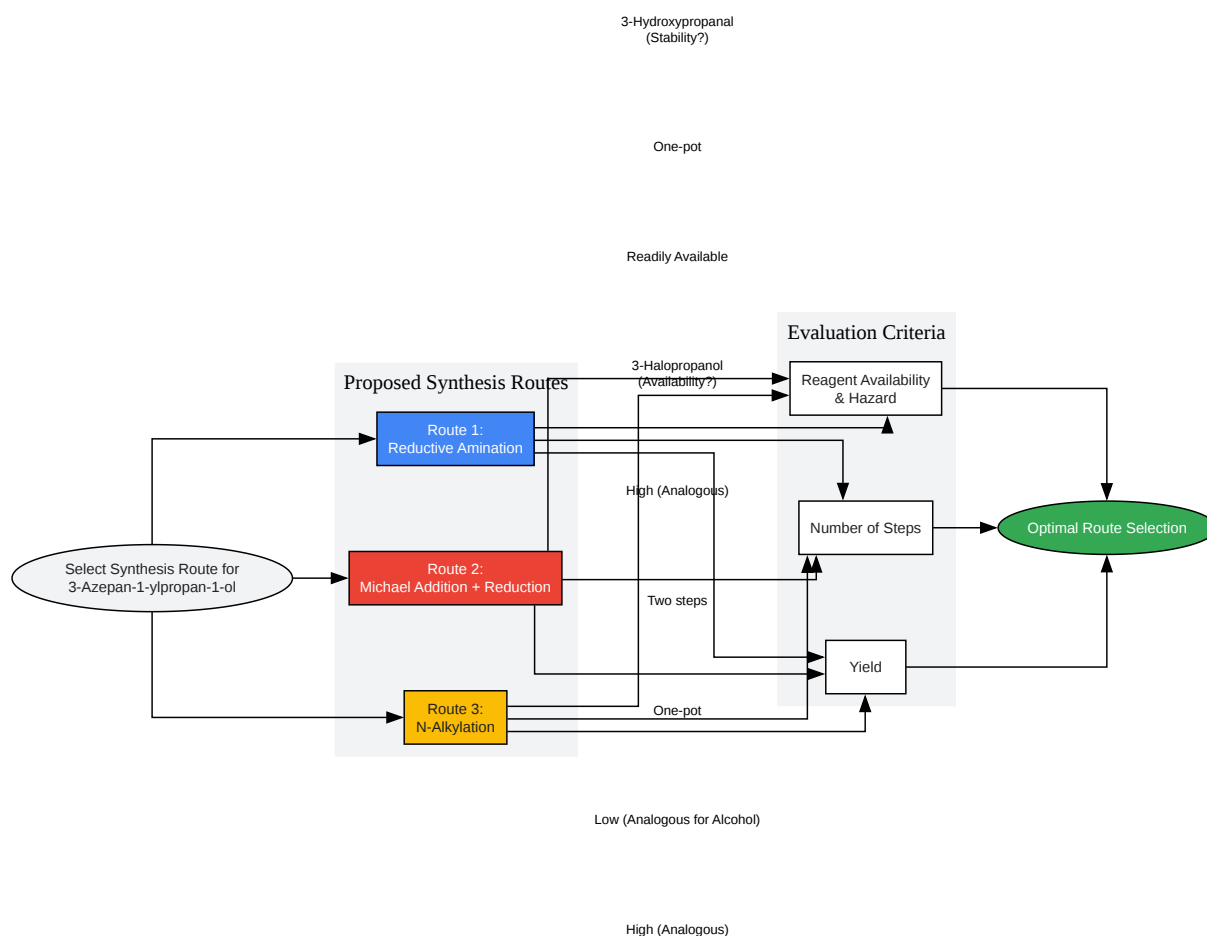 3-Hydroxypropanal
(Stability?)
One-pot
Readily Available
Evaluation Criteria
3-Halopropanol
(Availability?)
Proposed Synthesis Routes
Reagent Availability
& Hazard
Route 1:
Reductive Amination
High (Analogous)
Number of Steps
Optimal Route Selection
Select Synthesis Route for
3-Azepan-1-ylpropan-1-ol
Route 2:
Michael Addition + Reduction
Two steps
Yield
Route 3:
N-Alkylation
One-pot
Low (Analogous for Alcohol)
High (Analogous)